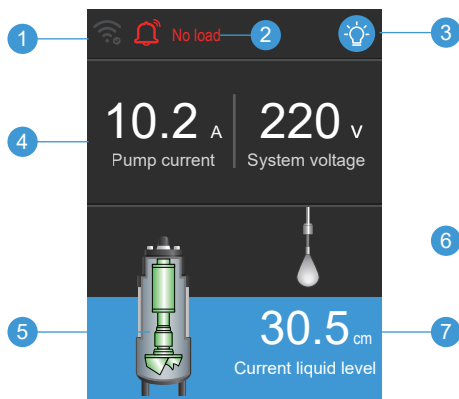 1
No load
2
3
4
10.2 A
220 V
Pump current
System voltage
6
5
30.5 cm
7
Current liquid level